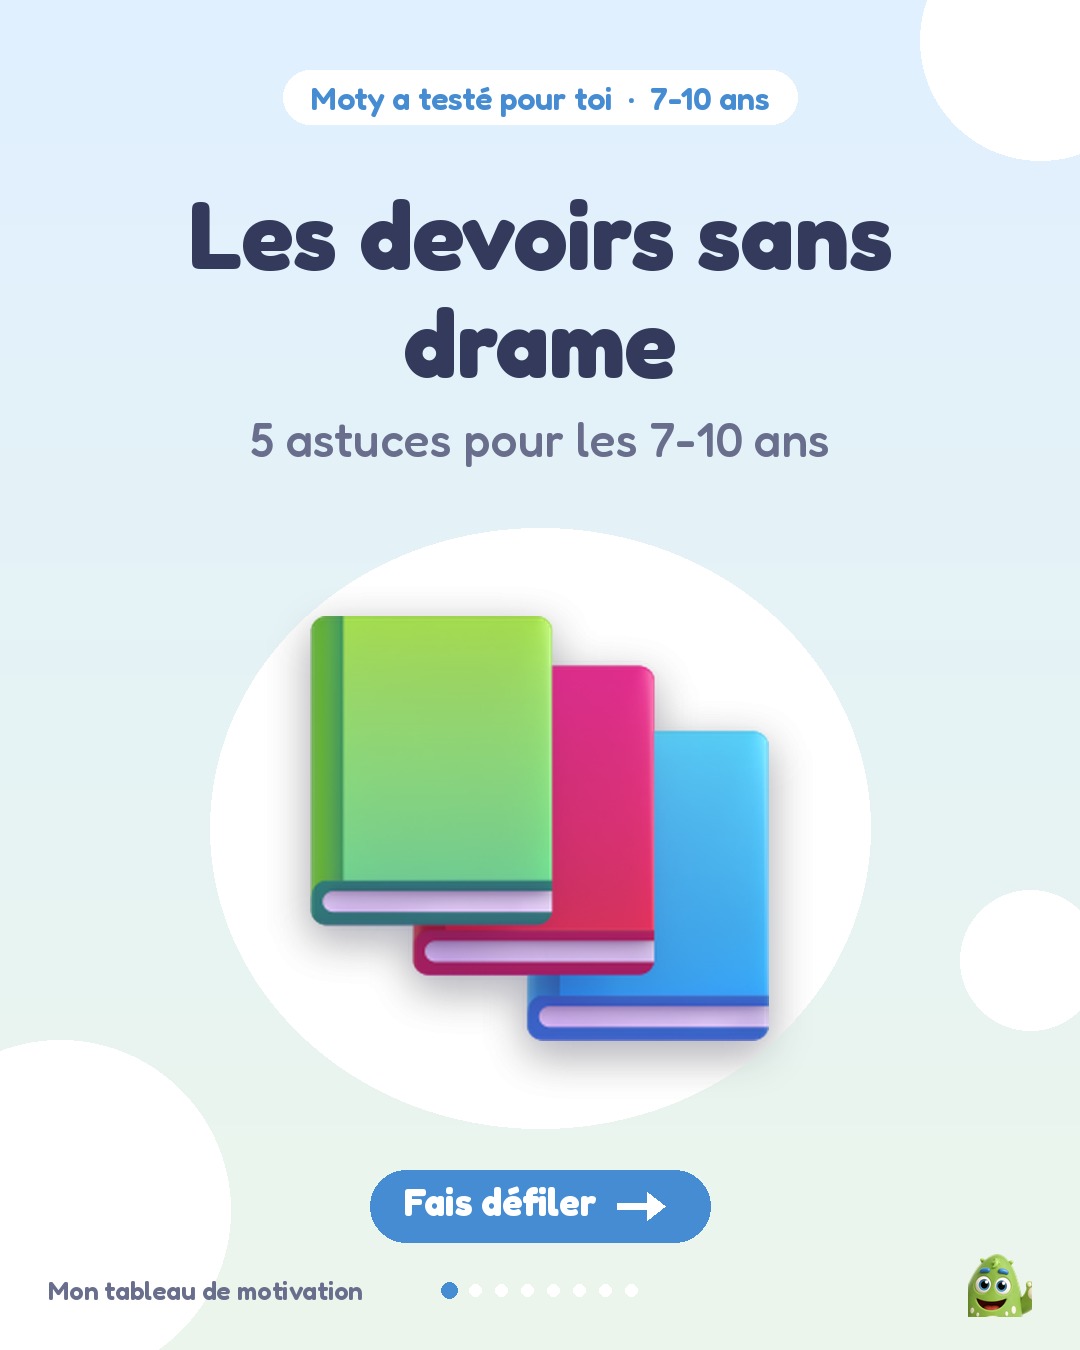 Moty a testé pour toi · 7-10 ans
Les devoirs sans
drame
5 astuces pour les 7-10 ans
Fais défiler
Mon tableau de motivation